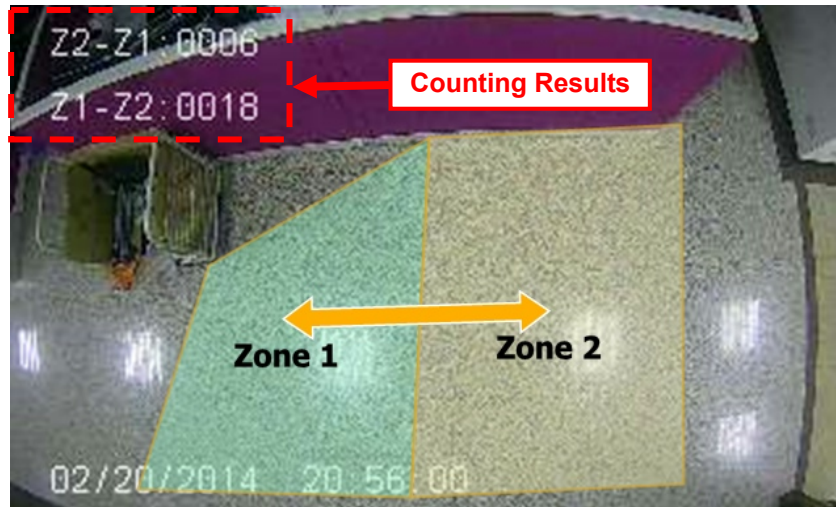 Z2-Z1:0006
Counting Results
Z1-Z2:0018
Zone 1
Zone 2
02/20/2014 20:56:00